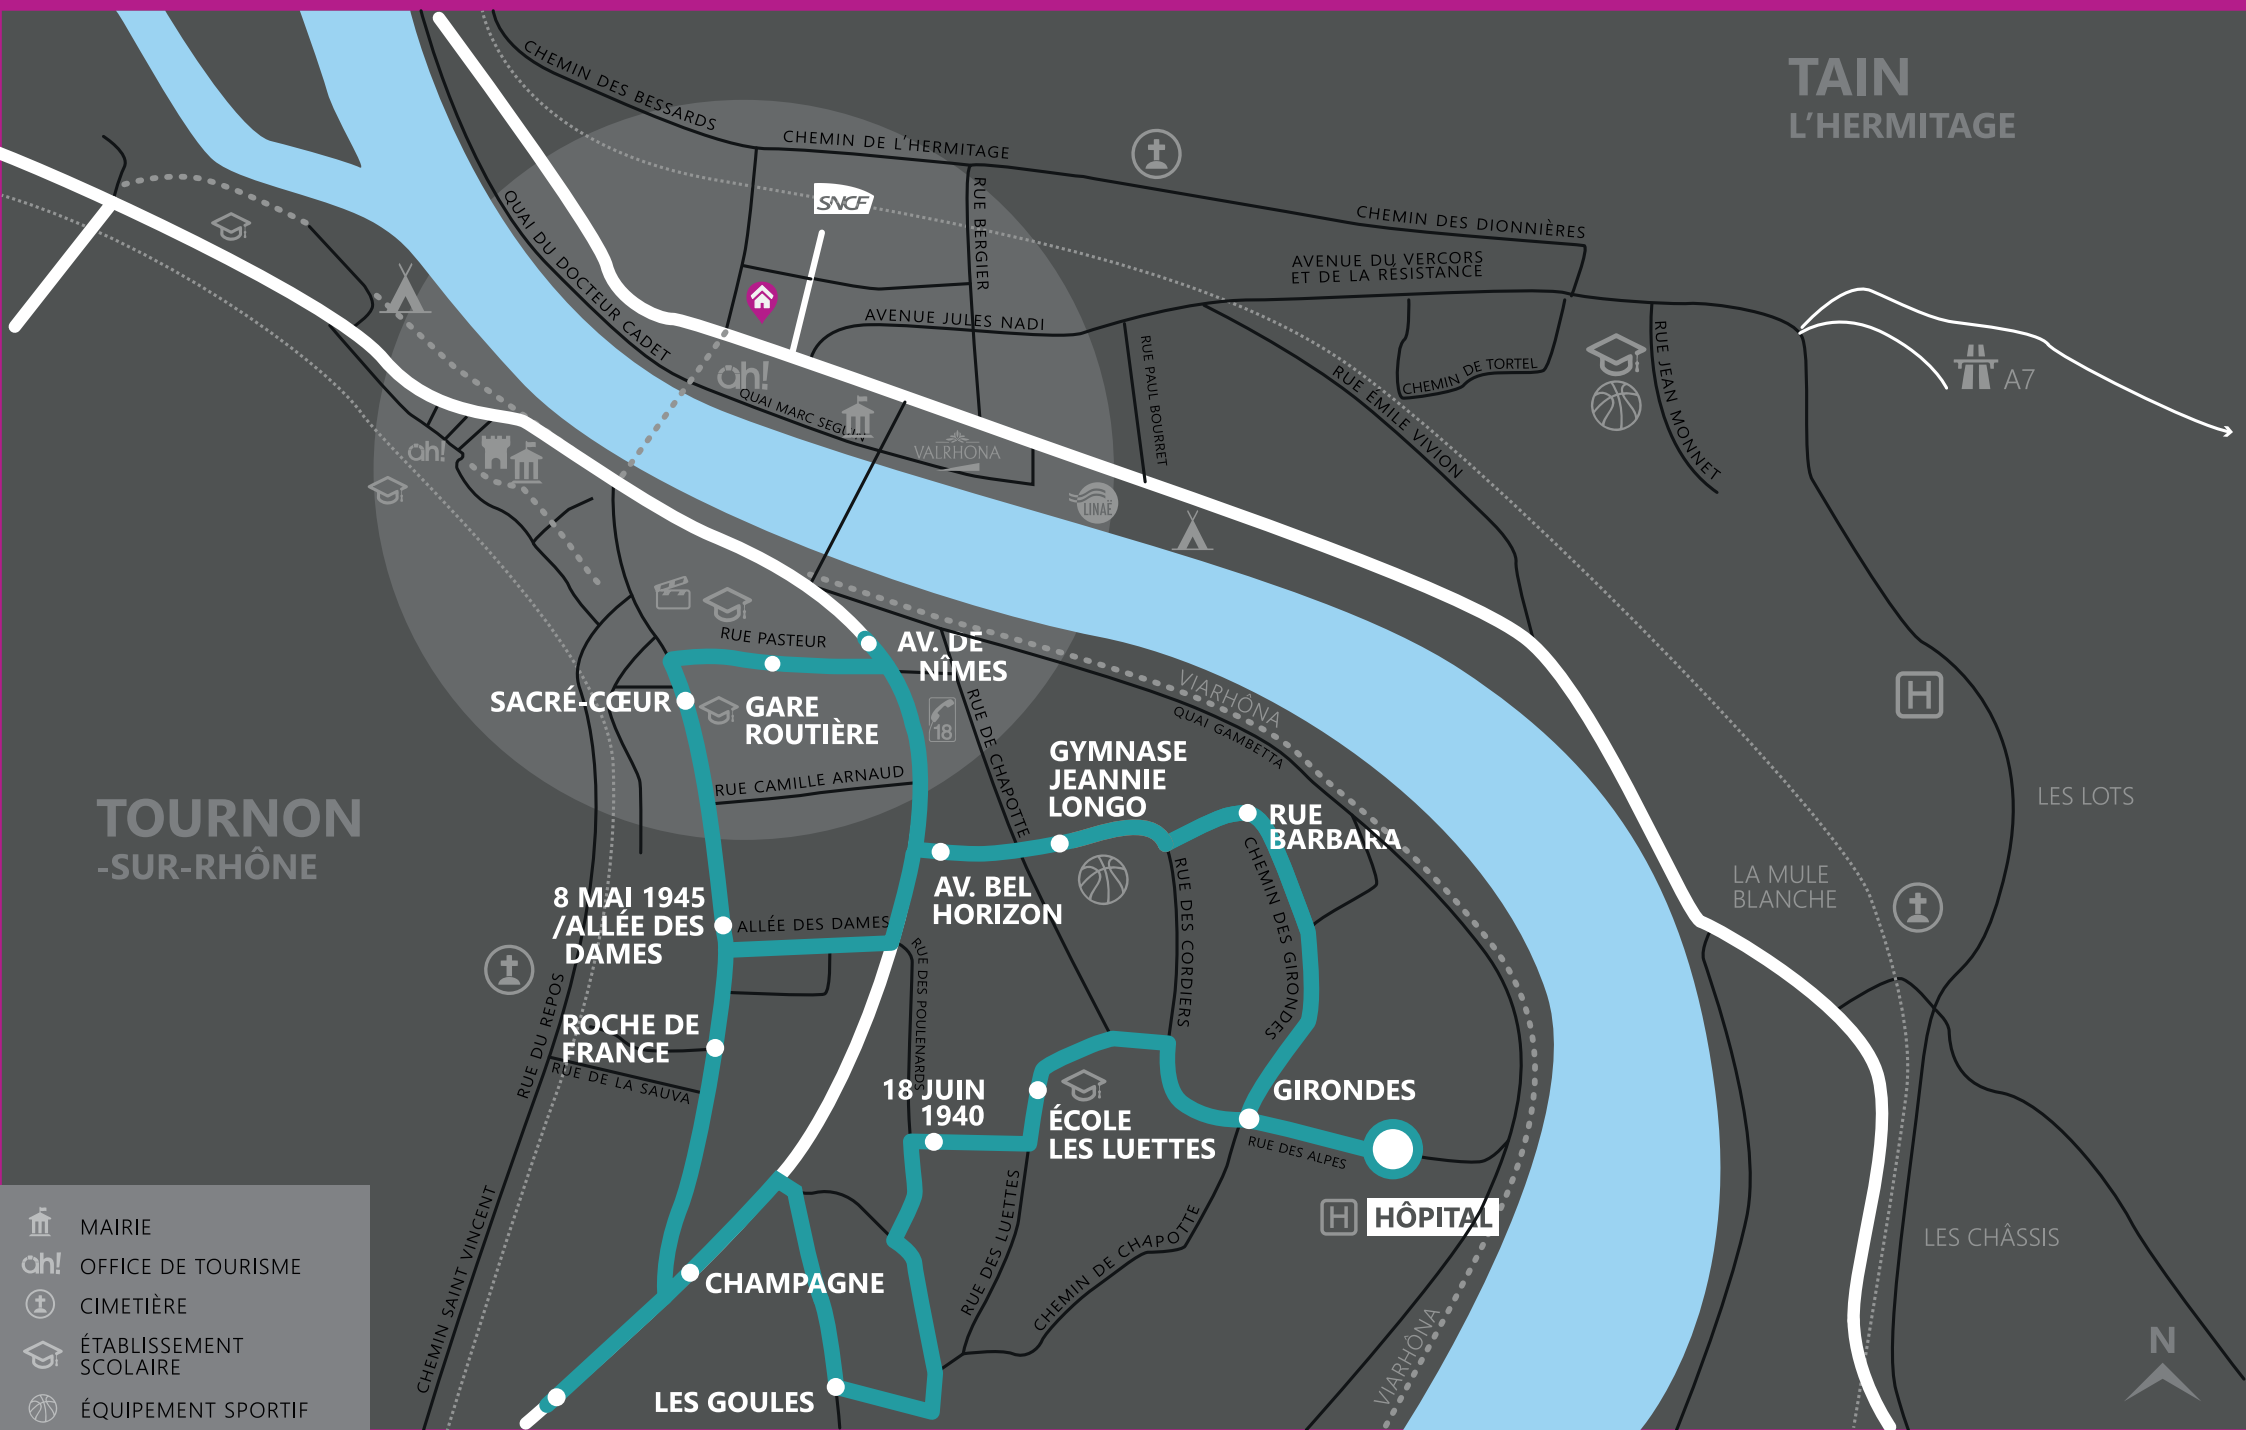 TAIN
L'HERMITAGE
CHEMIN DES BESSARDS
CHEMIN DE L'HERMITAGE
SNCF
RUE BERGIER
CHEMIN DES DIONNIÈRES
AVENUE DU VERCORS
ET DE LA RÉSISTANCE
QUAI DU DOCTEUR CADET
AVENUE JULES NADI
RUE PAUL BOURRET
CHEMIN DE TORTEL
RUE JEAN MONNET
RUE ÉMILE VIVION
A7
ah!
QUAI MARC SEGUIN
VALRHONA
ah!
LINAË
RUE PASTEUR
AV. DE
NÎMES
SACRÉ-CŒUR
GARE
ROUTIÈRE
18
RUE DE CHAPOTTE
VIARHÔNA
QUAI GAMBETTA
H
GYMNASE
JEANNIE
LONGO
RUE CAMILLE ARNAUD
RUE
BARBARA
LES LOTS
TOURNON
-SUR-RHÔNE
LA MULE
BLANCHE
8 MAI 1945
/ALLÉE DES
DAMES
ALLÉE DES DAMES
AV. BEL
HORIZON
RUE DES POULENARDS
RUE DES CORDIERS
CHEMIN DES GIRONDES
RUE DU REPOS
ROCHE DE
FRANCE
RUE DE LA SAUVA
18 JUIN
1940
ÉCOLE
LES LUETTES
GIRONDES
RUE DES ALPES
H
HÔPITAL
RUE DES LUETTES
CHEMIN DE CHAPOTTE
CHEMIN SAINT VINCENT
CHAMPAGNE
LES GOULES
VIARHÔNA
LES CHÂSSIS
N
MAIRIE
ah!
OFFICE DE TOURISME
CIMETIÈRE
ÉTABLISSEMENT
SCOLAIRE
ÉQUIPEMENT SPORTIF